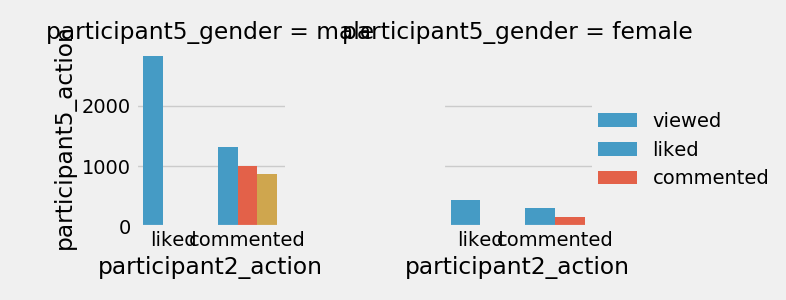 participant5_gender = male
participant5_gender = female
participant5_action
2000
1000
0
liked
commented
liked
commented
participant2_action
participant2_action
viewed
liked
commented